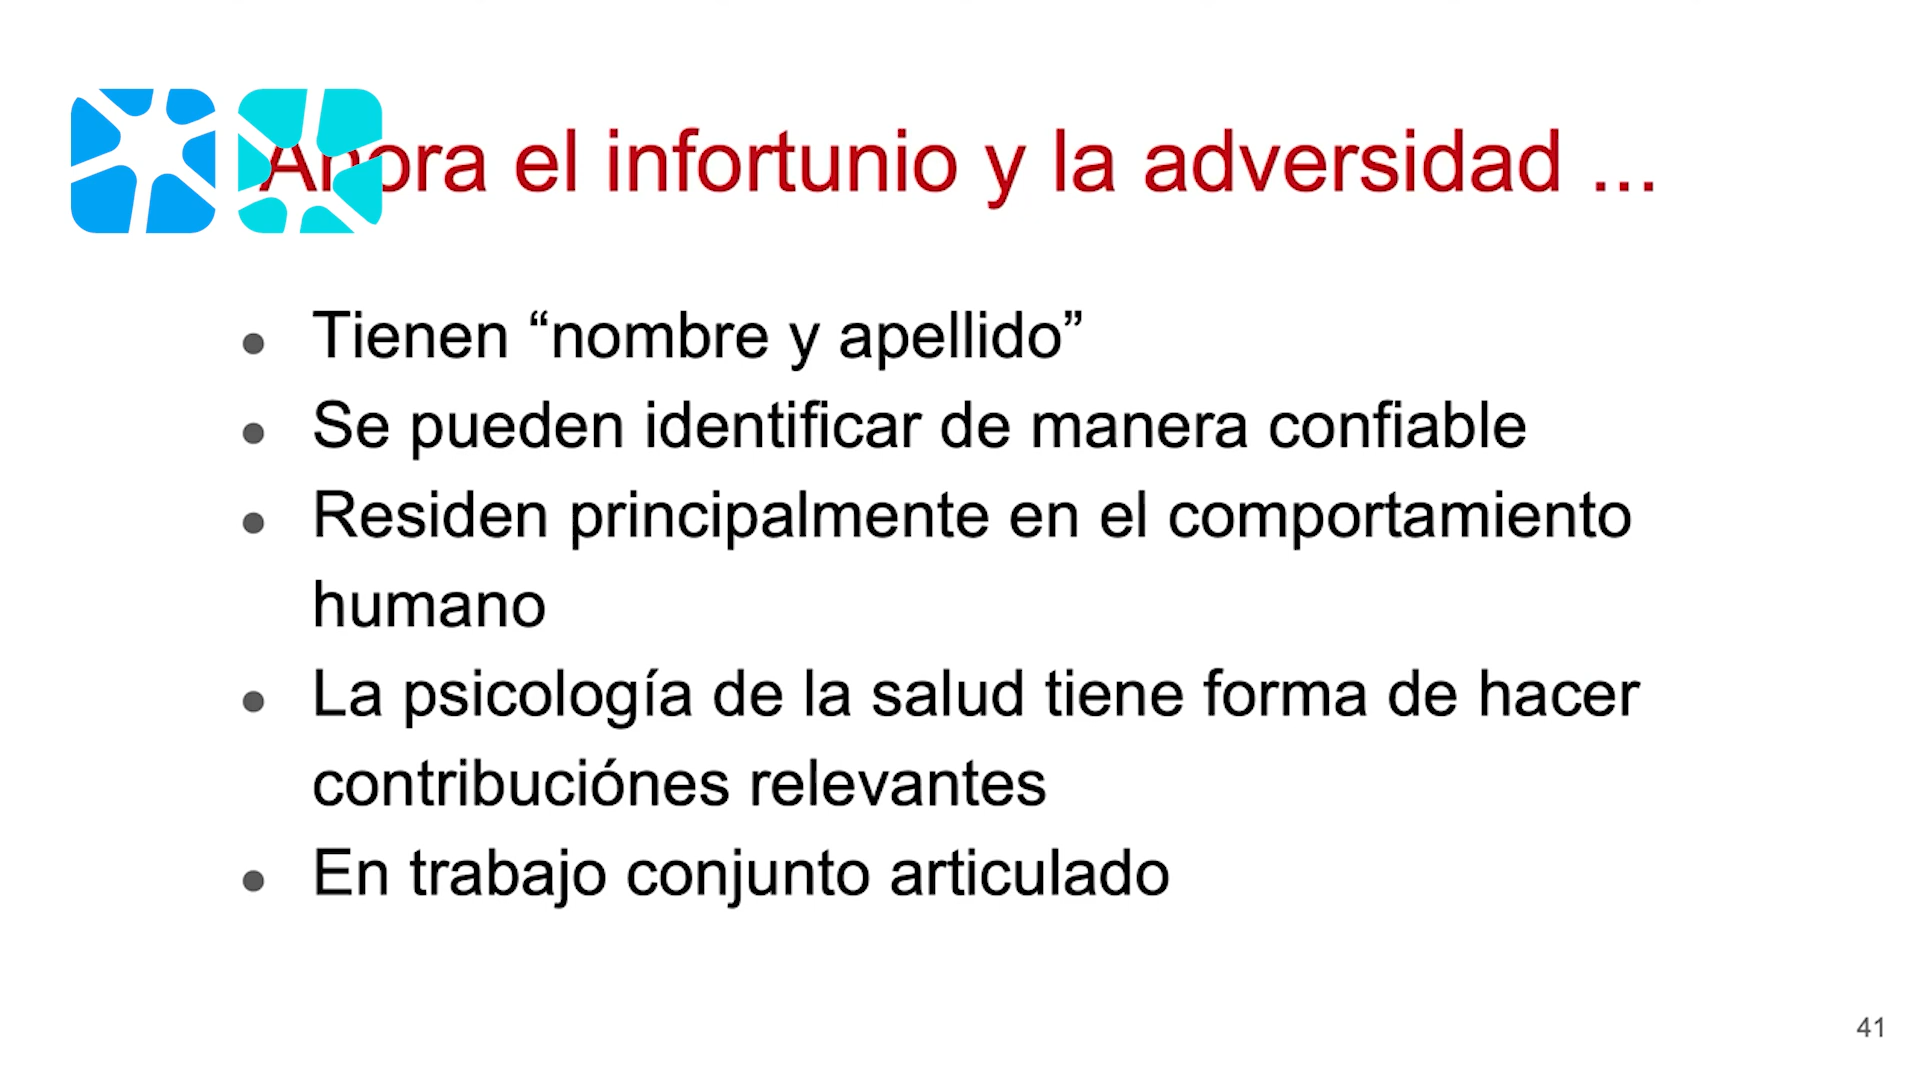 Ahora el infortunio y la adversidad ...
● Tienen “nombre y apellido”
● Se pueden identificar de manera confiable
● Residen principalmente en el comportamiento
humano
● La psicología de la salud tiene forma de hacer
contribuciónes relevantes
● En trabajo conjunto articulado
41